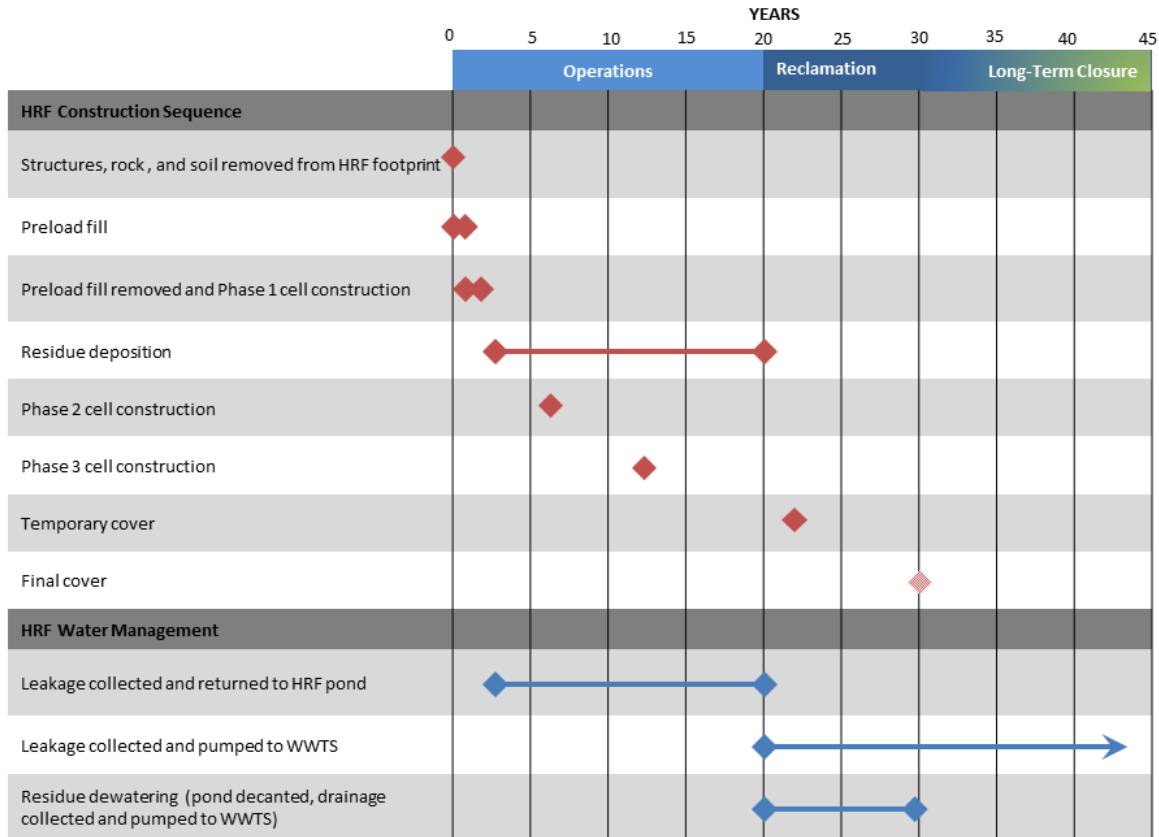 YEARS
0 5 10 15 20 25 30 35 40 45
Operations Reclamation Long-Term Closure
HRF Construction Sequence
Structures, rock , and soil removed from HRF footprint
Preload fill
Preload fill removed and Phase 1 cell construction
Residue deposition
Phase 2 cell construction
Phase 3 cell construction
Temporary cover
Final cover
HRF Water Management
Leakage collected and returned to HRF pond
Leakage collected and pumped to WWTS
Residue dewatering (pond decanted, drainage
collected and pumped to WWTS)